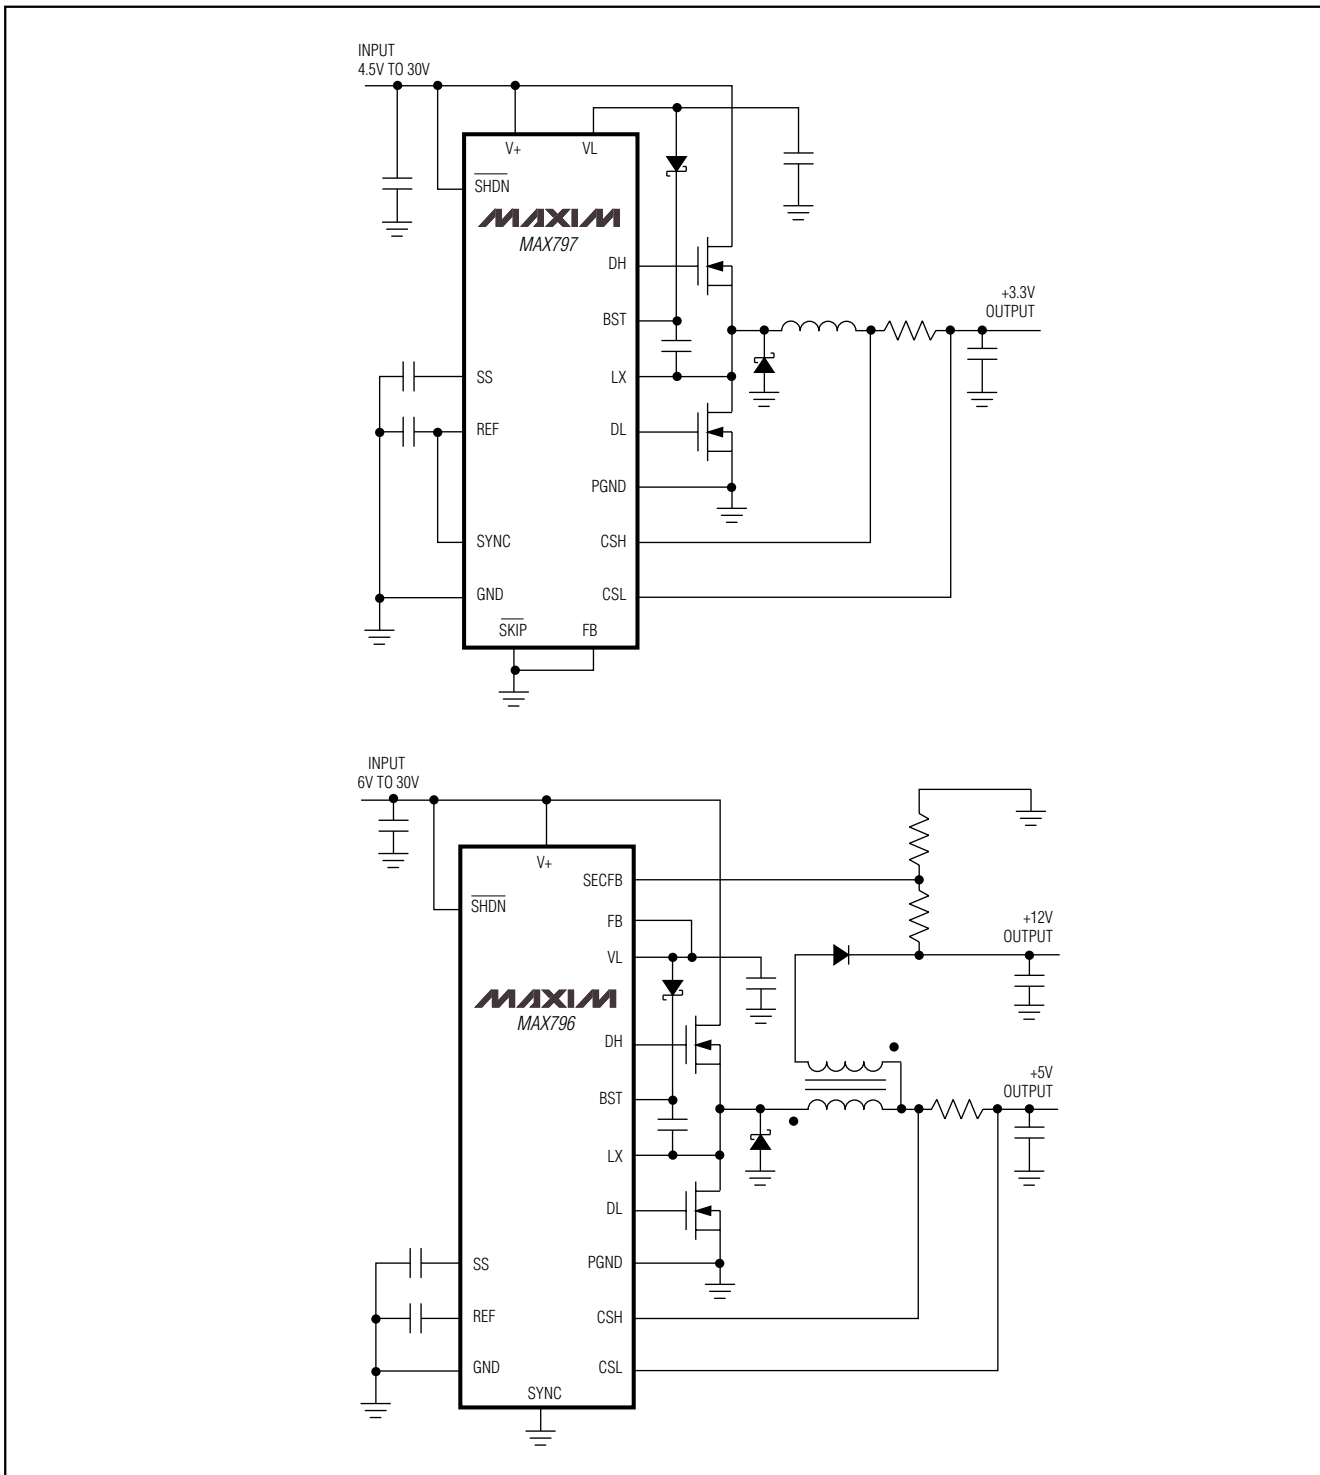 INPUT
4.5V TO 30V
V+
VL
SHDN
MAXIM
MAX797
DH
+3.3V
OUTPUT
BST
SS
LX
REF
DL
PGND
SYNC
CSH
GND
CSL
SKIP
FB
INPUT
6V TO 30V
V+
SECFB
SHDN
FB
+12V
OUTPUT
VL
MAXIM
MAX796
DH
+5V
OUTPUT
BST
LX
DL
SS
PGND
REF
CSH
GND
CSL
SYNC